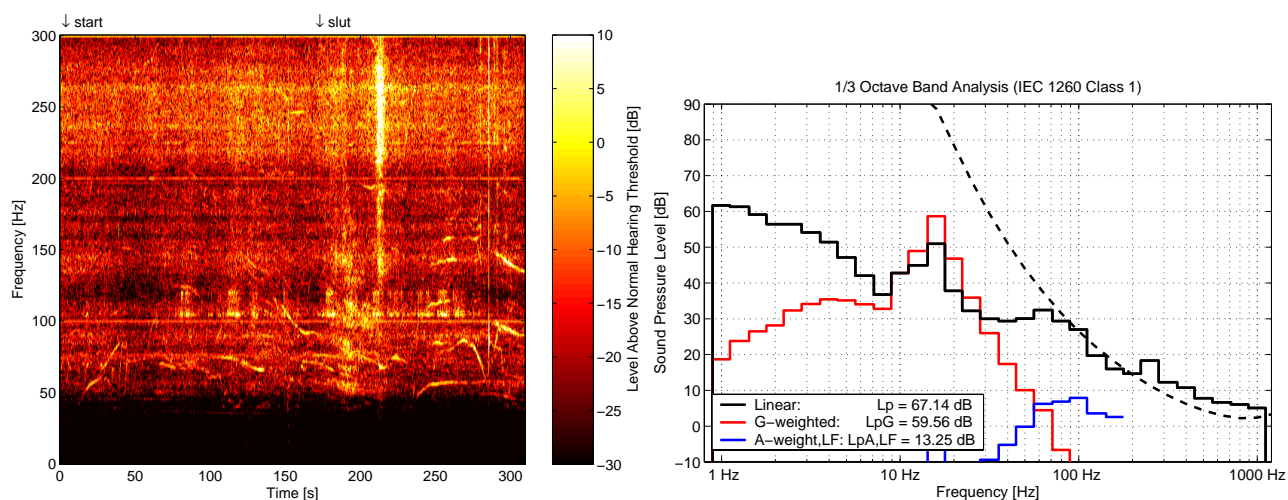 ↓ start
↓ slut
300
250
200
150
100
50
0
Frequency [Hz]
0 50 100 150 200 250 300
Time [s]
10
5
0
−5
−10
−15
−20
−25
−30
Level Above Normal Hearing Threshold [dB]
1/3 Octave Band Analysis (IEC 1260 Class 1)
90
80
70
60
50
40
30
20
10
0
−10
Sound Pressure Level [dB]
Linear: Lp = 67.14 dB
G-weighted: LpG = 59.56 dB
A-weight,LF: LpA,LF = 13.25 dB
1 Hz 10 Hz 100 Hz 1000 Hz
Frequency [Hz]